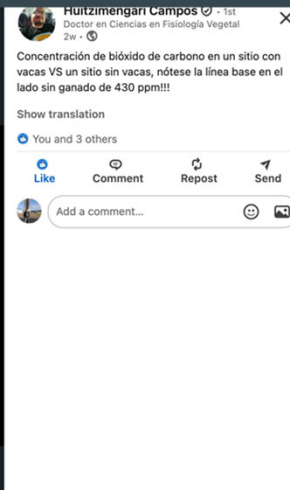 Huitzimengari Campos · 1st
Doctor en Ciencias en Fisiología Vegetal
2w ·
Concentración de bióxido de carbono en un sitio con
vacas VS un sitio sin vacas, nótese la línea base en el
lado sin ganado de 430 ppm!!!
Show translation
You and 3 others
Like Comment Repost Send
Add a comment...